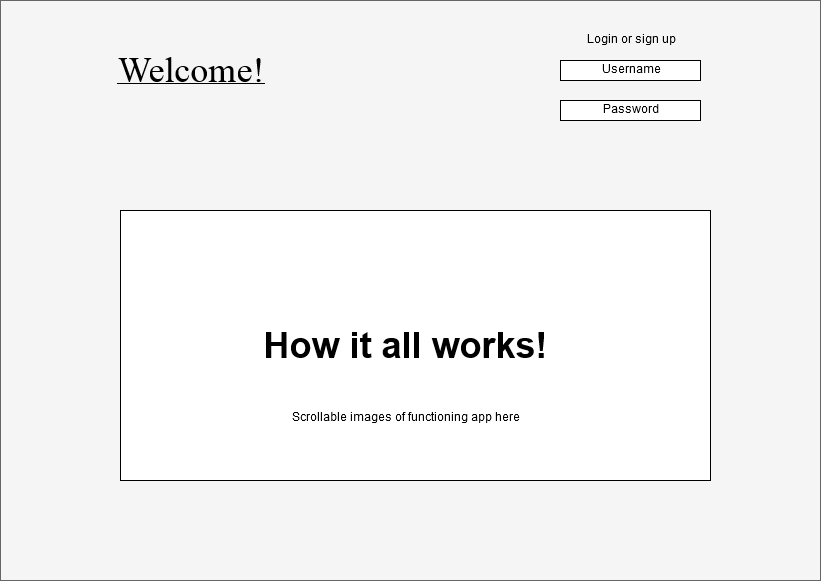 Welcome!
Login or sign up
Username
Password
How it all works!
Scrollable images of functioning app here